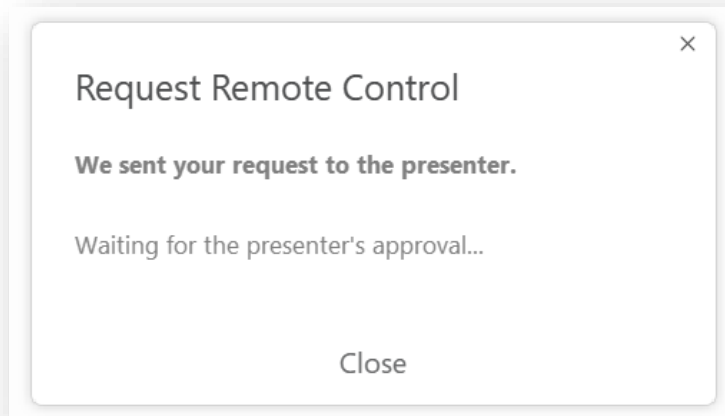 Request Remote Control
We sent your request to the presenter.
Waiting for the presenter's approval...
Close